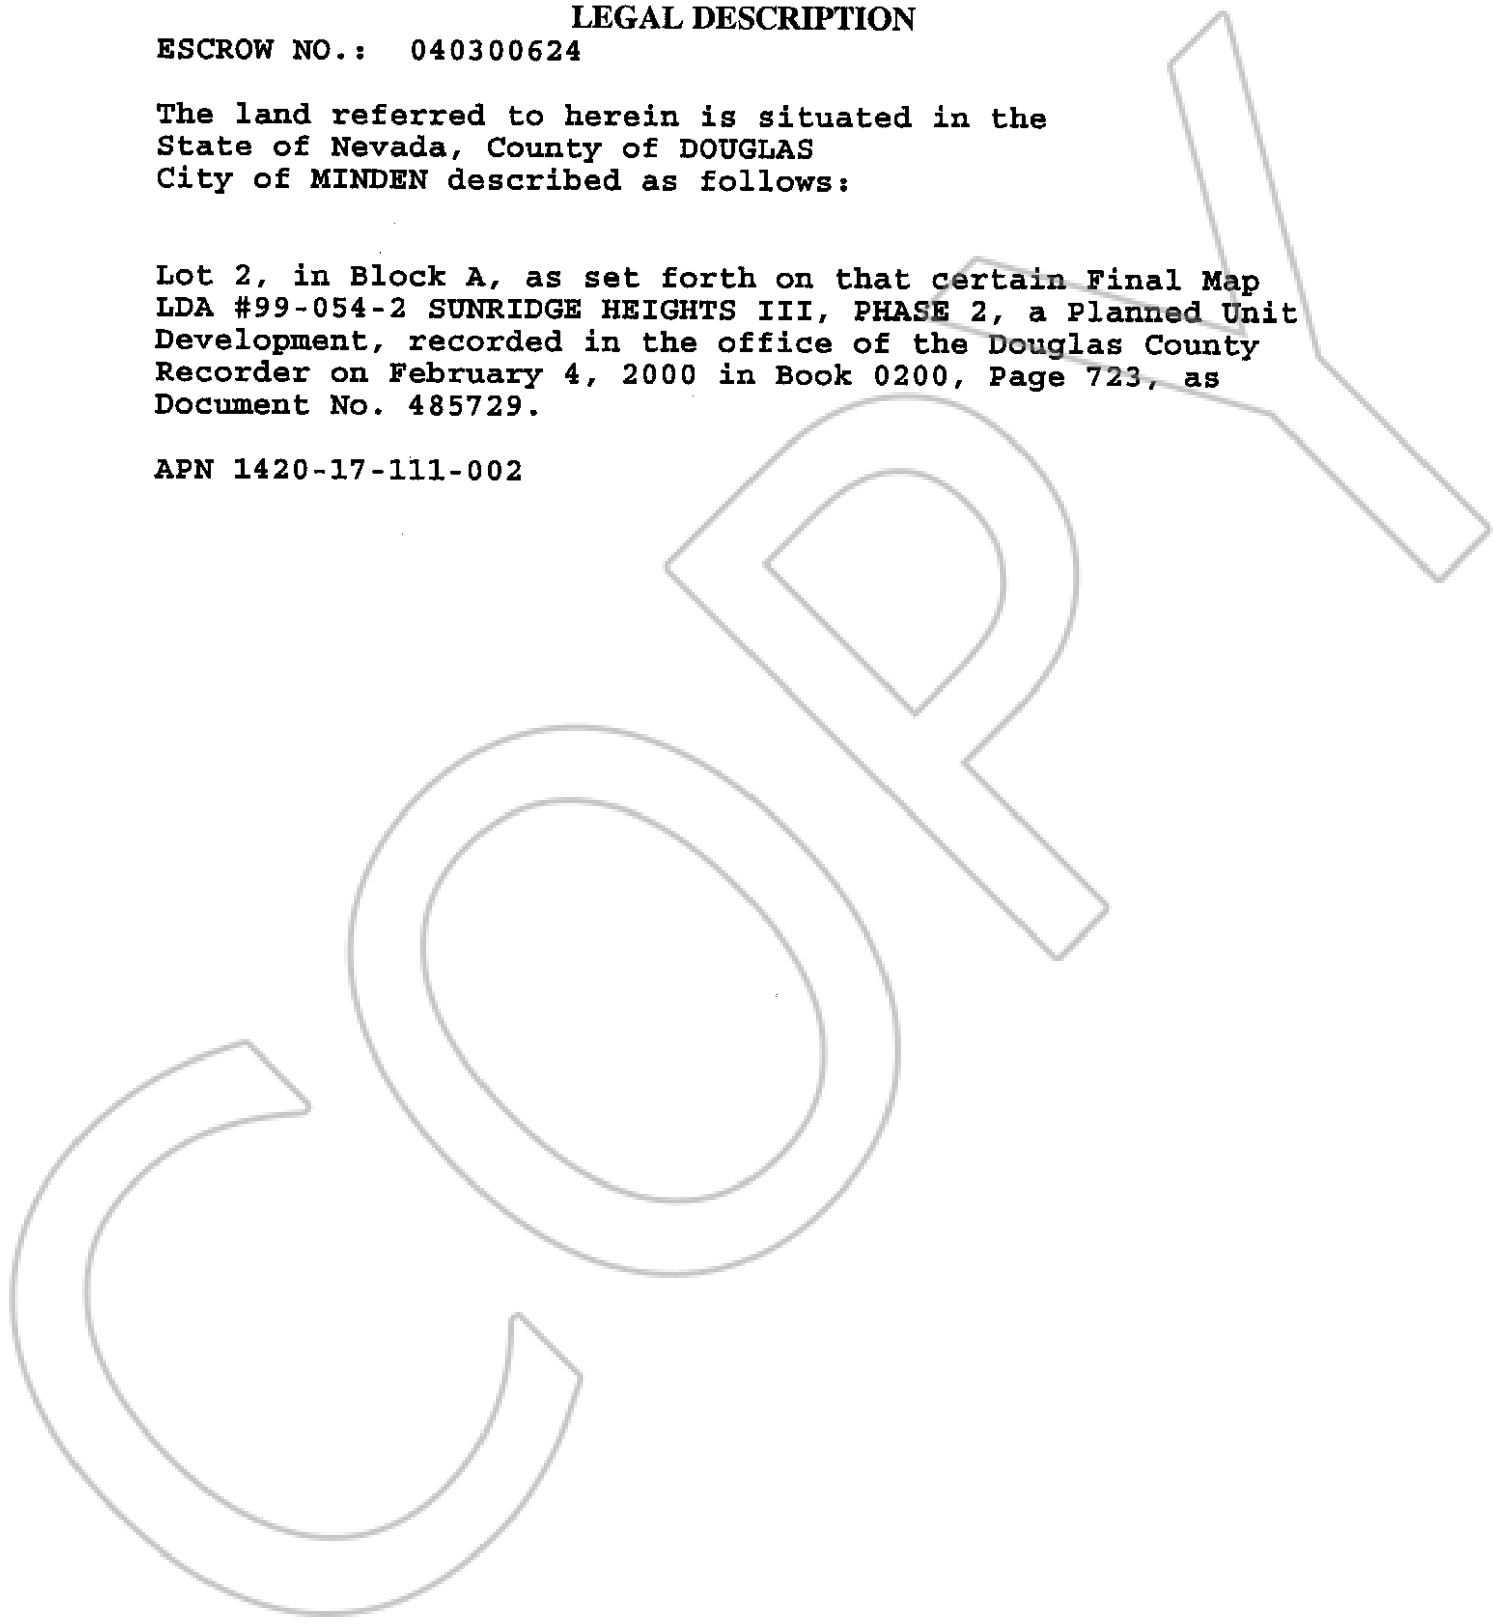 LEGAL DESCRIPTION
ESCROW NO.: 040300624
The land referred to herein is situated in the
State of Nevada, County of DOUGLAS
City of MINDEN described as follows:
Lot 2, in Block A, as set forth on that certain Final Map
LDA #99-054-2 SUNRIDGE HEIGHTS III, PHASE 2, a Planned Unit
Development, recorded in the office of the Douglas County
Recorder on February 4, 2000 in Book 0200, Page 723, as
Document No. 485729.
APN 1420-17-111-002
COPY